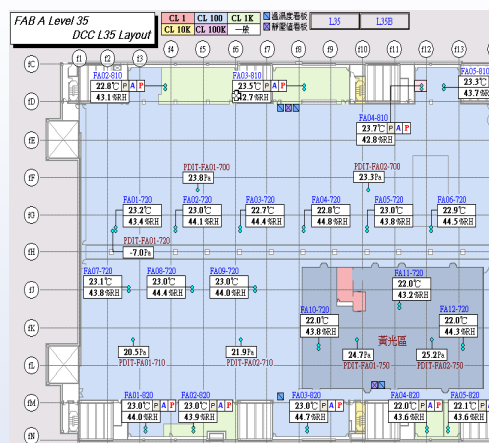 FAB A Level 35
DCC L35 Layout
CL 1
CL 100
CL 1K
溫濕度看板
CL 10K
CL 100K
一般
靜壓值看板
L35
L35B
f1
f2
f3
f4
f5
f6
f7
f8
f9
f10
f11
f12
f13
fC
FA02-810
22.8℃ P A P
43.1%RH
FA03-810
23.5℃ P A P
42.7%RH
FA05-810
23.3℃
43.7%
fD
FA04-810
23.7℃ P A P
42.8%RH
fE
fF
PDIT-FA01-700
23.8Pa
PDIT-FA02-700
23.3Pa
fG
FA01-720
23.2℃
43.4%RH
FA02-720
23.0℃
44.1%RH
FA03-720
22.7℃
44.4%RH
FA04-720
22.8℃
44.8%RH
FA05-720
23.0℃
43.8%RH
FA06-720
22.9℃
44.5%RH
fH
PDIT-FA01-720
-7.0Pa
fJ
FA07-720
23.1℃
43.8%RH
FA08-720
23.0℃
44.4%RH
FA09-720
23.0℃
44.0%RH
FA11-720
22.0℃
43.2%RH
fK
FA10-720
22.0℃
43.8%RH
FA12-720
22.0℃
44.3%RH
黃光區
fL
20.5Pa
PDIT-FA01-710
21.9Pa
PDIT-FA02-710
24.7Pa
PDIT-FA01-750
25.2Pa
PDIT-FA02-750
fM
FA01-820
23.0℃ P A P
44.0%RH
FA02-820
23.0℃ P A P
43.9%RH
FA03-820
23.0℃ P A P
44.7%RH
FA04-820
22.0℃ P A P
43.6%RH
FA05-820
22.1℃ P A
43.6%RH
fN